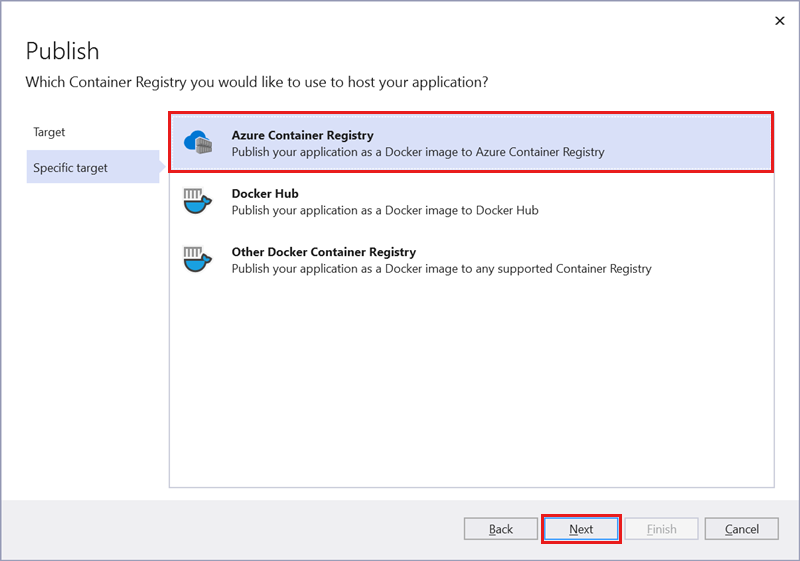 Publish
Which Container Registry you would like to use to host your application?
Target
Specific target
Azure Container Registry
Publish your application as a Docker image to Azure Container Registry
Docker Hub
Publish your application as a Docker image to Docker Hub
Other Docker Container Registry
Publish your application as a Docker image to any supported Container Registry
Back
Next
Finish
Cancel